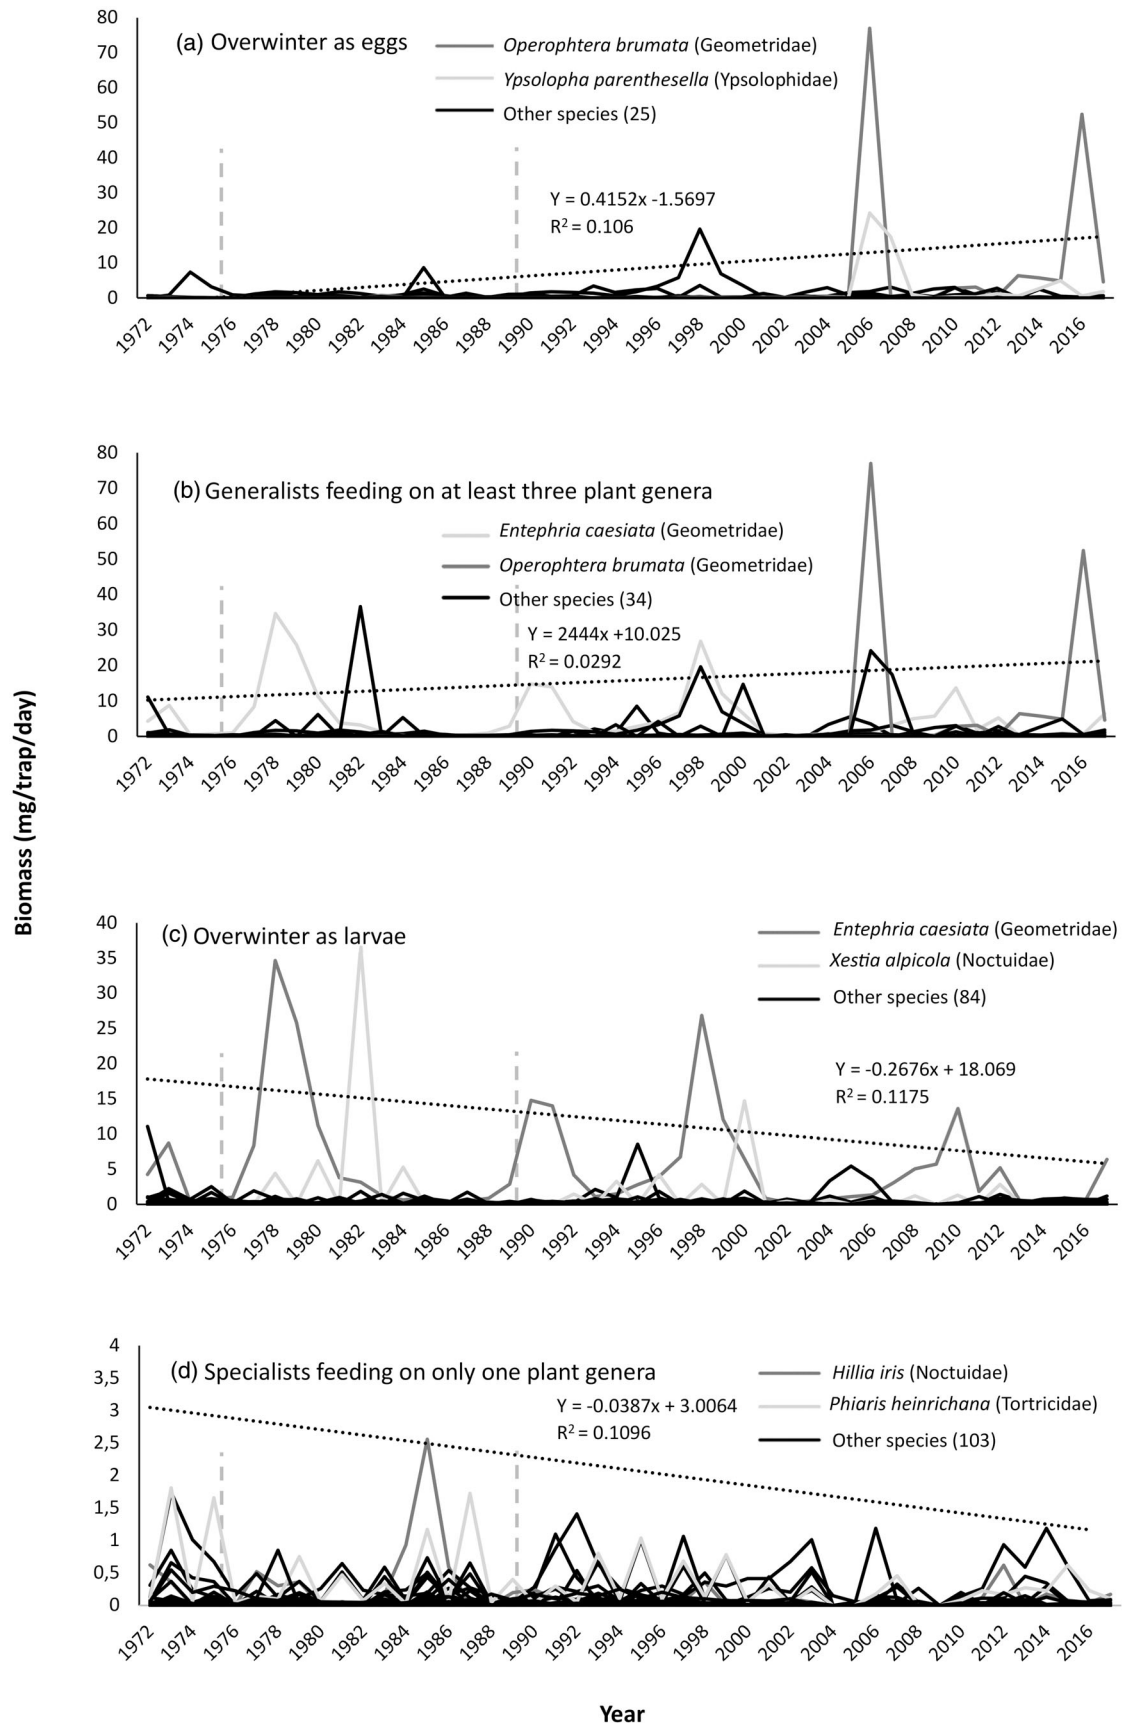 Biomass (mg/trap/day)
(a) Overwinter as eggs
Operophtera brumata (Geometridae)
Ypsolopha parenthesella (Ypsolophidae)
Other species (25)
Y = 0.4152x -1.5697
R² = 0.106
80
70
60
50
40
30
20
10
0
1972 1974 1976 1978 1980 1982 1984 1986 1988 1990 1992 1994 1996 1998 2000 2002 2004 2006 2008 2010 2012 2014 2016
(b) Generalists feeding on at least three plant genera
Entephria caesiata (Geometridae)
Operophtera brumata (Geometridae)
Other species (34)
Y = 2444x +10.025
R² = 0.0292
80
70
60
50
40
30
20
10
0
1972 1974 1976 1978 1980 1982 1984 1986 1988 1990 1992 1994 1996 1998 2000 2002 2004 2006 2008 2010 2012 2014 2016
(c) Overwinter as larvae
Entephria caesiata (Geometridae)
Xestia alpicola (Noctuidae)
Other species (84)
Y = -0.2676x + 18.069
R² = 0.1175
40
35
30
25
20
15
10
5
0
1972 1974 1976 1978 1980 1982 1984 1986 1988 1990 1992 1994 1996 1998 2000 2002 2004 2006 2008 2010 2012 2014 2016
(d) Specialists feeding on only one plant genera
Hillia iris (Noctuidae)
Phiaris heinrichana (Tortricidae)
Other species (103)
Y = -0.0387x + 3.0064
R² = 0.1096
4
3,5
3
2,5
2
1,5
1
0,5
0
1972 1974 1976 1978 1980 1982 1984 1986 1988 1990 1992 1994 1996 1998 2000 2002 2004 2006 2008 2010 2012 2014 2016
Year